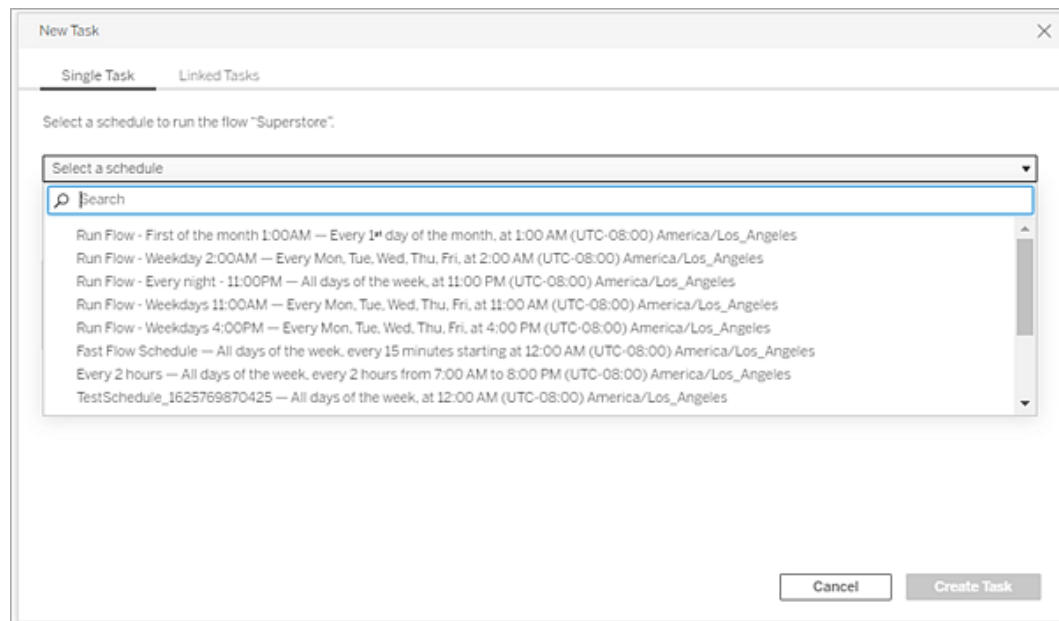 New Task
Single Task Linked Tasks
Select a schedule to run the flow "Superstore".
Select a schedule
Search
Run Flow - First of the month 1:00AM — Every 1st day of the month, at 1:00 AM (UTC-08:00) America/Los_Angeles
Run Flow - Weekday 2:00AM — Every Mon, Tue, Wed, Thu, Fri, at 2:00 AM (UTC-08:00) America/Los_Angeles
Run Flow - Every night - 11:00PM — All days of the week, at 11:00 PM (UTC-08:00) America/Los_Angeles
Run Flow - Weekdays 11:00AM — Every Mon, Tue, Wed, Thu, Fri, at 11:00 AM (UTC-08:00) America/Los_Angeles
Run Flow - Weekdays 4:00PM — Every Mon, Tue, Wed, Thu, Fri, at 4:00 PM (UTC-08:00) America/Los_Angeles
Fast Flow Schedule — All days of the week, every 15 minutes starting at 12:00 AM (UTC-08:00) America/Los_Angeles
Every 2 hours — All days of the week, every 2 hours from 7:00 AM to 8:00 PM (UTC-08:00) America/Los_Angeles
TestSchedule_1625769870425 — All days of the week, at 12:00 AM (UTC-08:00) America/Los_Angeles
Cancel Create Task